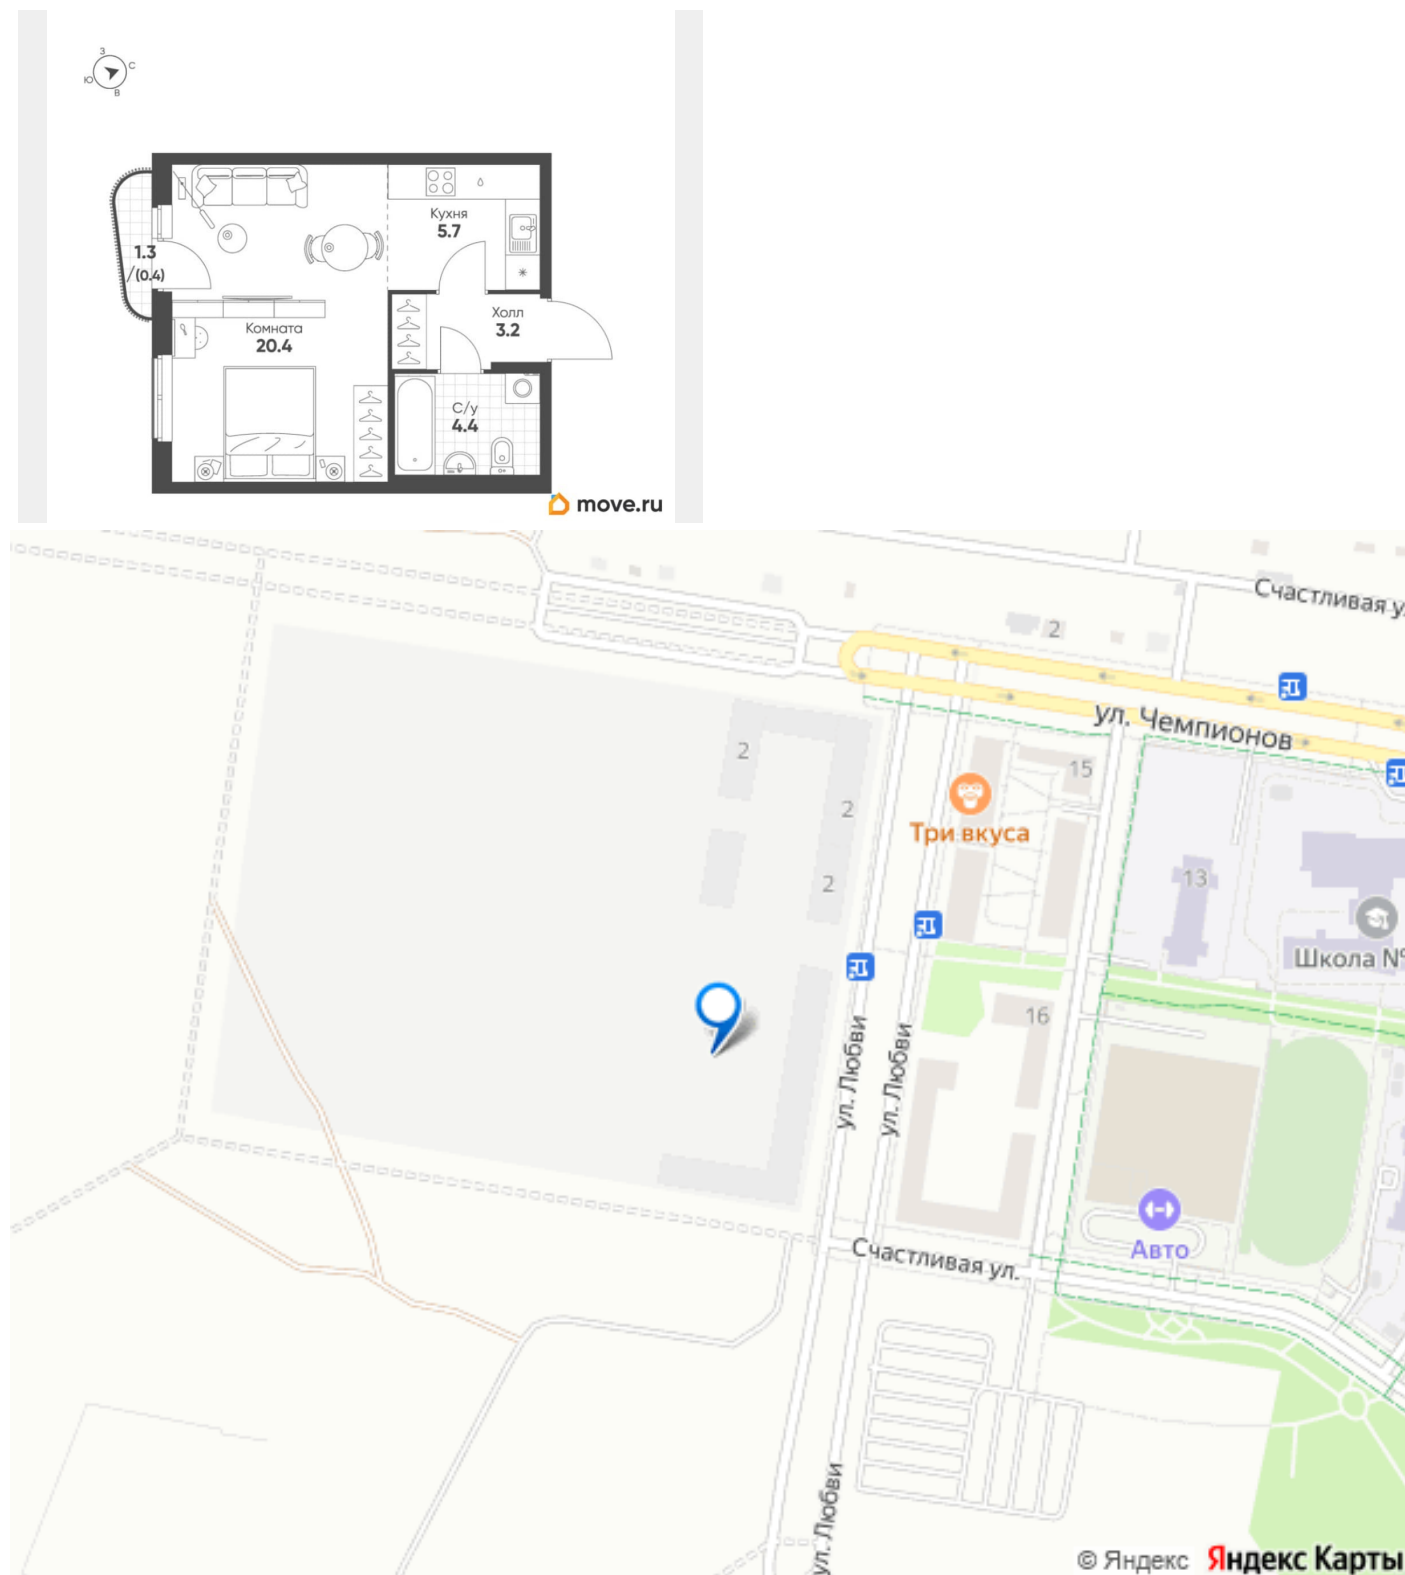 З
С
Ю
В
Кухня
5.7
1.3
/(0.4)
Холл
3.2
Комната
20.4
С/у
4.4
move.ru
Счастливая у
2
ул. Чемпионов
2
15
2
Три вкуса
13
2
Школа №
16
ул. Любви
ул. Любви
Авто
Счастливая ул.
ул. Любви
© Яндекс Яндекс Карты